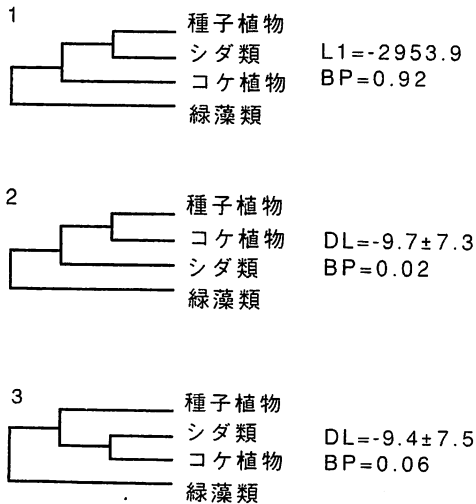 1
種子植物
シダ類
コケ植物
緑藻類
L1=-2953.9
BP=0.92
2
種子植物
コケ植物
シダ類
緑藻類
DL=-9.7±7.3
BP=0.02
3
種子植物
シダ類
コケ植物
緑藻類
DL=-9.4±7.5
BP=0.06